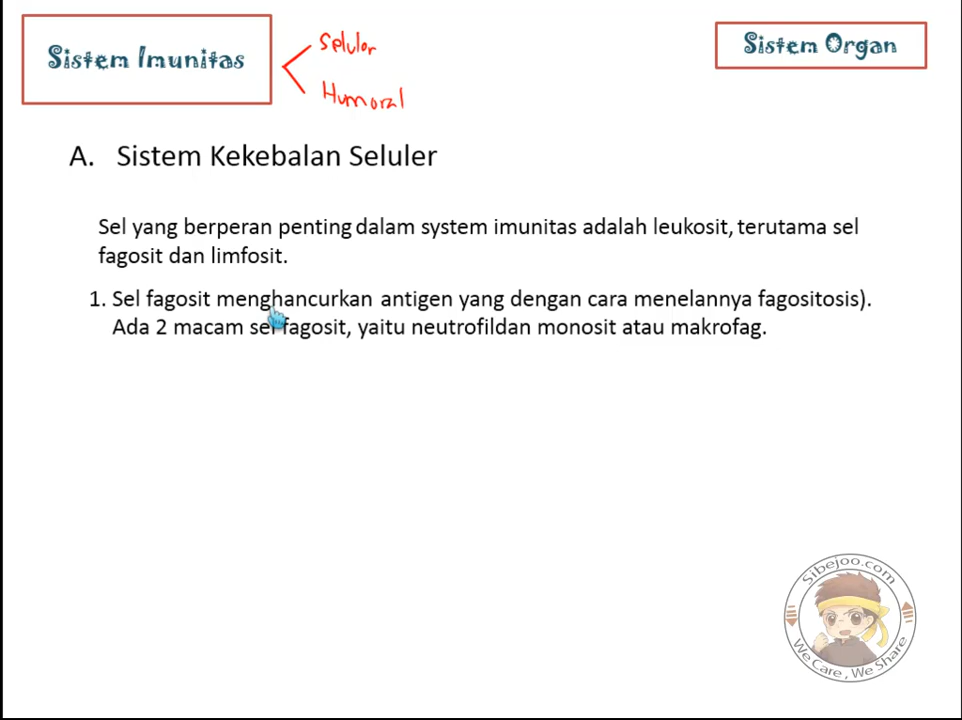 Sistem Imunitas
Selular
Humoral
Sistem Organ
A. Sistem Kekebalan Seluler
Sel yang berperan penting dalam system imunitas adalah leukosit, terutama sel
fagosit dan limfosit.
1. Sel fagosit menghancurkan antigen yang dengan cara menelannya fagositosis).
Ada 2 macam sel fagosit, yaitu neutrofildan monosit atau makrofag.
Sibejoo.com
We Care, We Share